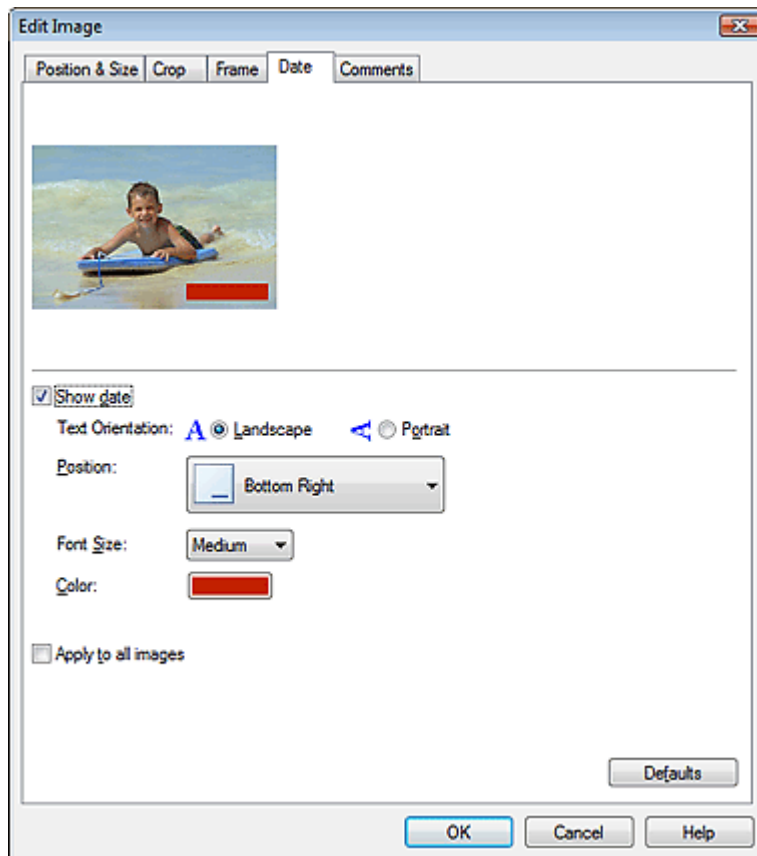 Edit Image
Position & Size Crop Frame Date Comments
Show date
Text Orientation: A Landscape A Portrait
Position: Bottom Right
Font Size: Medium
Color:
Apply to all images
Defaults
OK Cancel Help